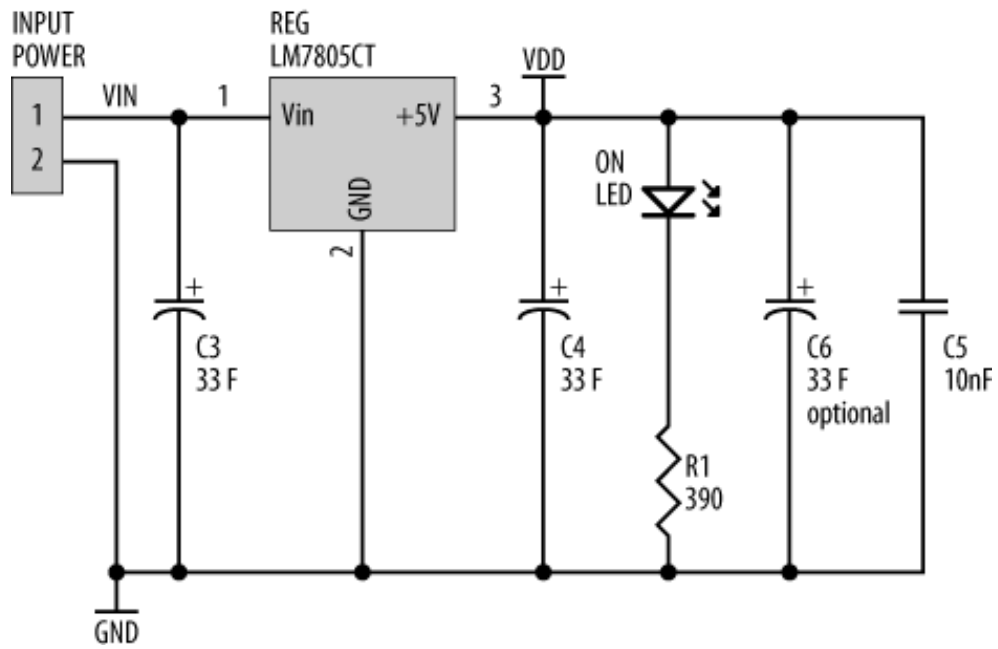 INPUT
POWER
REG
LM7805CT
VDD
VIN
1
3
1
2
Vin
+5V
GND
2
ON
LED
+
C3
33 F
+
C4
33 F
+
C6
33 F
optional
C5
10nF
R1
390
GND